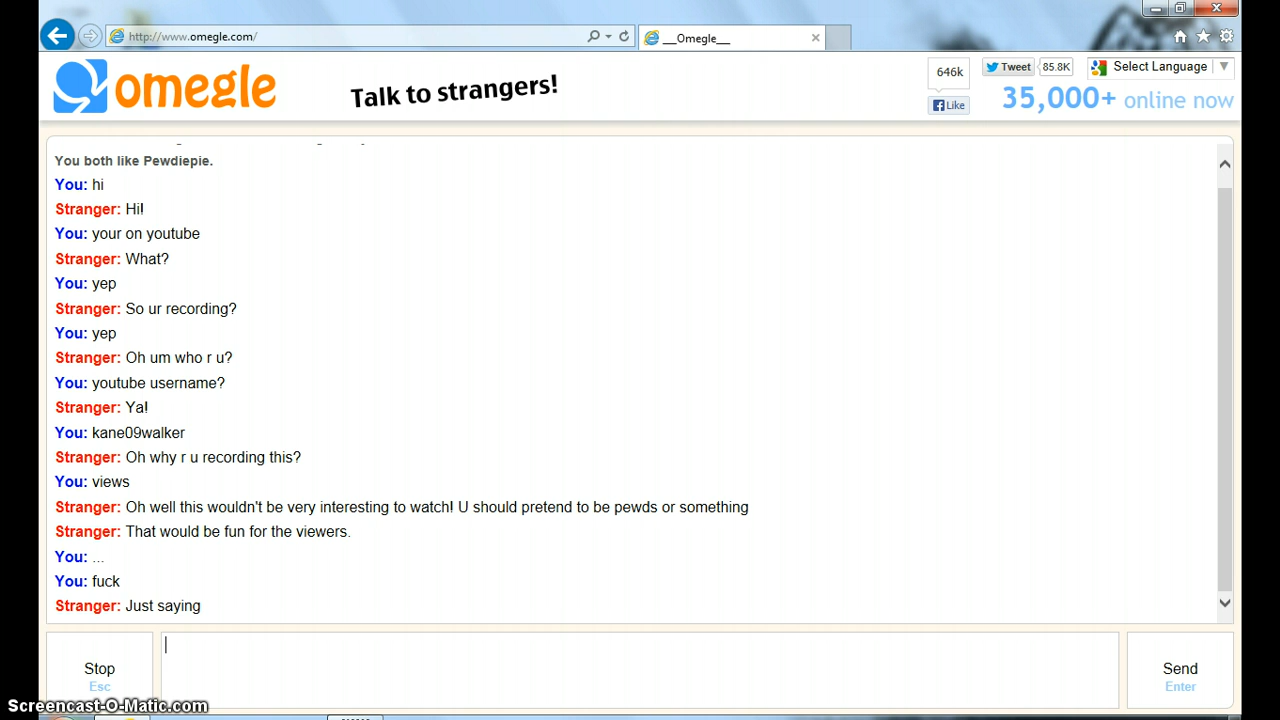 http://www.omegle.com/
__Omegle__
omegle
Talk to strangers!
646k
Like
Tweet
85.8K
Select Language
35,000+ online now
You both like Pewdiepie.
You: hi
Stranger: Hi!
You: your on youtube
Stranger: What?
You: yep
Stranger: So ur recording?
You: yep
Stranger: Oh um who r u?
You: youtube username?
Stranger: Ya!
You: kane09walker
Stranger: Oh why r u recording this?
You: views
Stranger: Oh well this wouldn't be very interesting to watch! U should pretend to be pewds or something
Stranger: That would be fun for the viewers.
You: ...
You: fuck
Stranger: Just saying
Stop
Esc
Send
Enter
Screencast-O-Matic.com